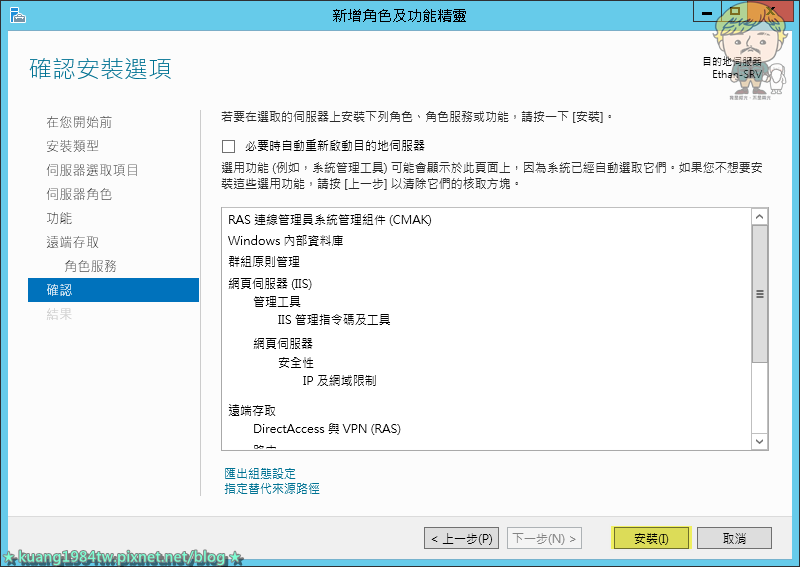 新增角色及功能精靈
確認安裝選項
目的地伺服器
Ethan-SRV
在您開始前
安裝類型
伺服器選取項目
伺服器角色
功能
遠端存取
角色服務
確認
結果
若要在選取的伺服器上安裝下列角色、角色服務或功能，請按一下 [安裝]。
必要時自動重新啟動目的地伺服器
選用功能 (例如，系統管理工具) 可能會顯示於此頁面上，因為系統已經自動選取它們。如果您不想要安
裝這些選用功能，請按 [上一步] 以清除它們的核取方塊。
RAS 連線管理員系統管理組件 (CMAK)
Windows 內部資料庫
群組原則管理
網頁伺服器 (IIS)
管理工具
IIS 管理指令碼及工具
網頁伺服器
安全性
IP 及網域限制
遠端存取
DirectAccess 與 VPN (RAS)
路由
匯出組態設定
指定替代來源路徑
< 上一步(P)
下一步(N) >
安裝(I)
取消
★ kuang1984tw.pixnet.net/blog ★